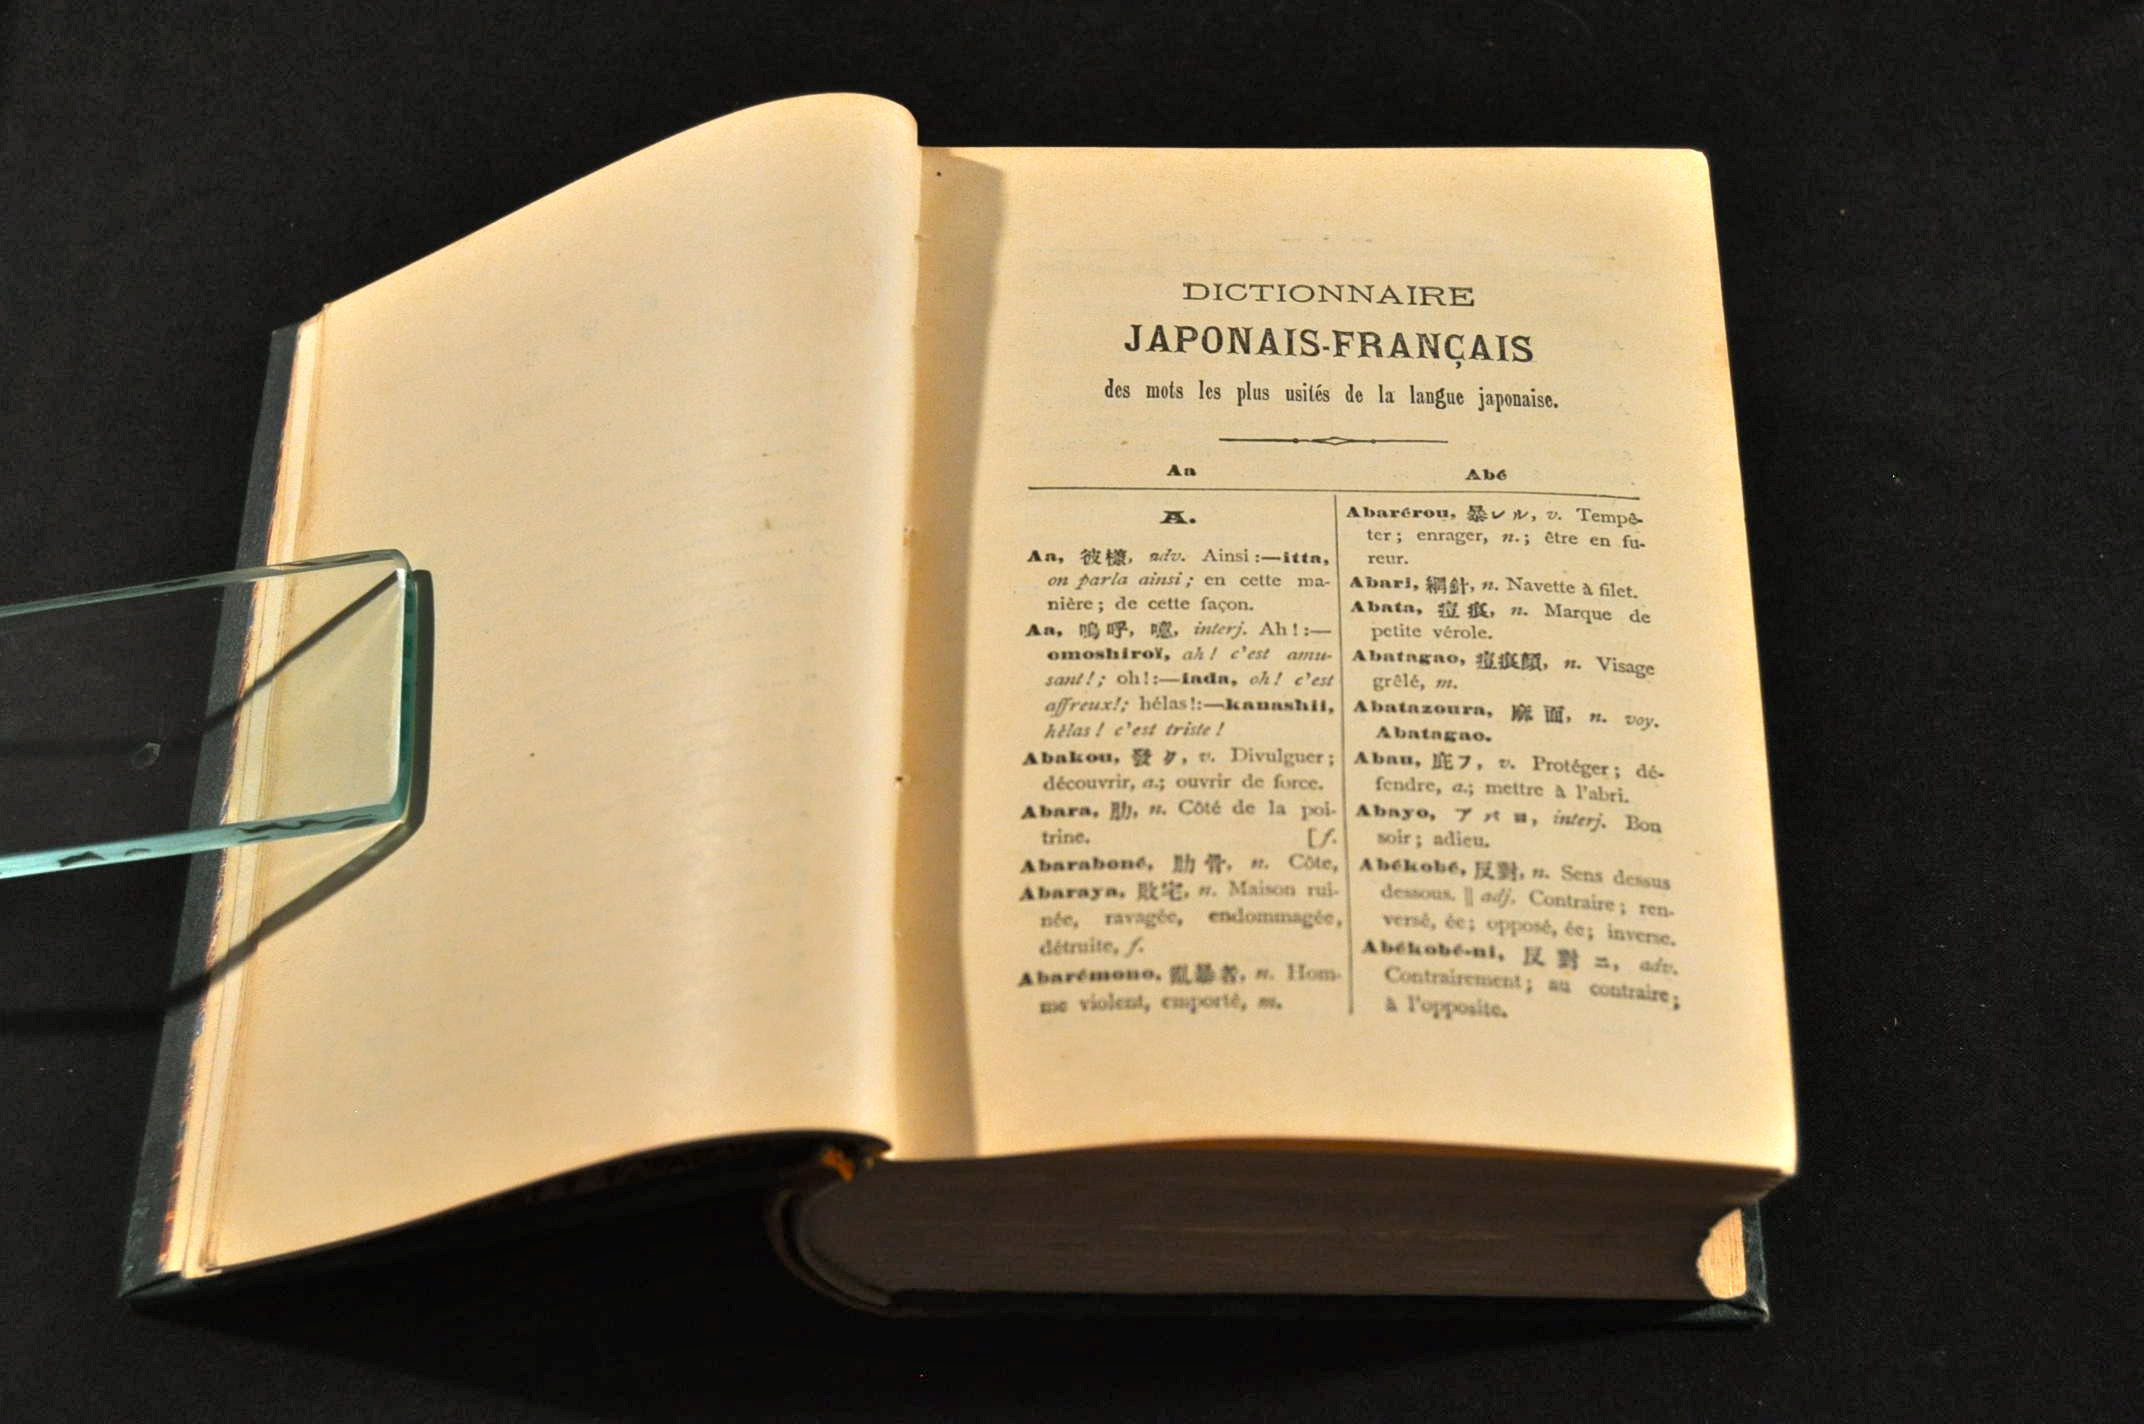 DICTIONNAIRE
JAPONAIS-FRANÇAIS
des mots les plus usités de la langue japonaise.
Aa
Abé
A.
Aa, 彼樣, adv. Ainsi :—itta,
on parla ainsi ; en cette ma-
nière ; de cette façon.
Aa, 嗚呼, 噫, interj. Ah ! :—
omoshiroï, ah ! c'est amu-
sant ! ; oh ! :—iada, oh ! c'est
affreux! ; hélas !:—kanashii,
hélas ! c'est triste !
Abakou, 發ク, v. Divulguer ;
découvrir, a.; ouvrir de force.
Abara, 肋, n. Côté de la poi-
trine. [f.
Abaraboné, 肋骨, n. Côte,
Abaraya, 敗宅, n. Maison rui-
née, ravagée, endommagée,
détruite, f.
Abarémono, 亂暴者, n. Hom-
me violent, emporté, m.
Abarérou, 暴レル, v. Tempê-
ter ; enrager, n. ; être en fu-
reur.
Abari, 網針, n. Navette à filet.
Abata, 痘痕, n. Marque de
petite vérole.
Abatagao, 痘痕顏, n. Visage
grêlé, m.
Abatazoura, 麻面, n. voy.
Abatagao.
Abau, 庇フ, v. Protéger ; dé-
fendre, a.; mettre à l'abri.
Abayo, アバヨ, interj. Bon
soir ; adieu.
Abékobé, 反對, n. Sens dessus
dessous. ‖ adj. Contraire ; ren-
versé, ée ; opposé, ée ; inverse.
Abékobé-ni, 反對ニ, adv.
Contrairement ; au contraire ;
à l'opposite.